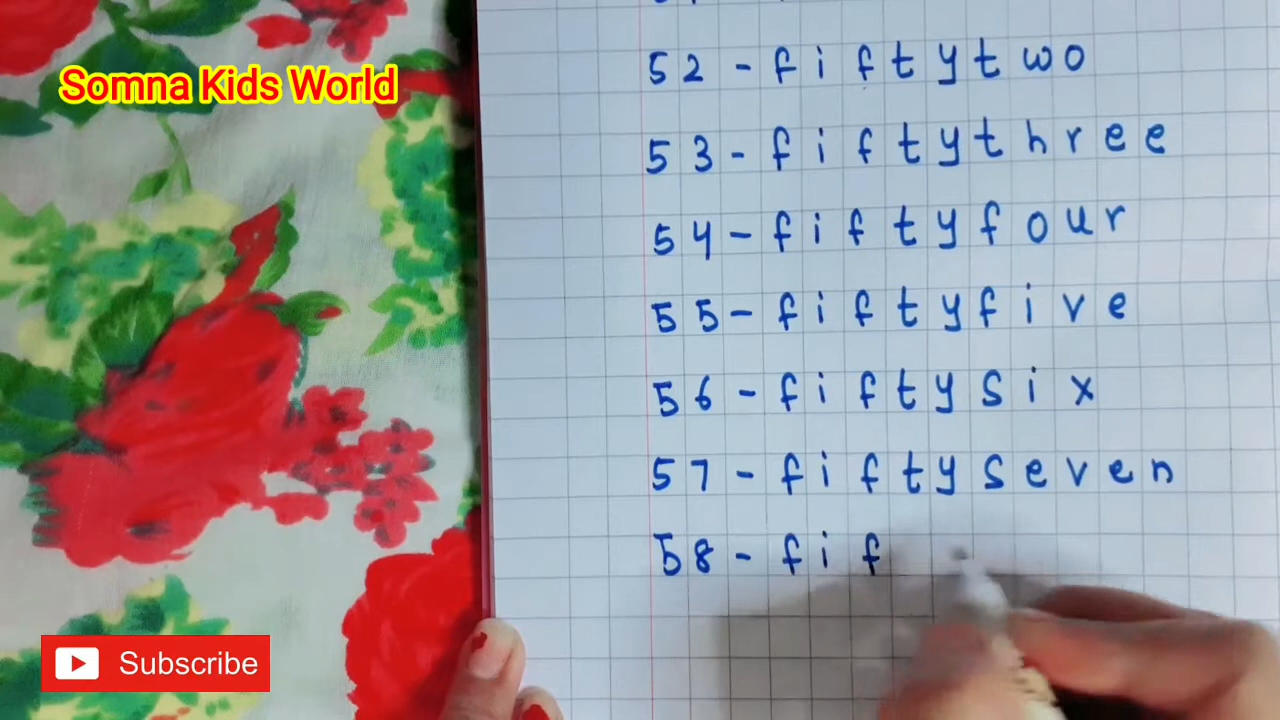 Somna Kids World
52 - fiftytwo
53 - fiftythree
54 - fiftyfour
55 - fiftyfive
56 - fiftysix
57 - fiftyseven
58 - fif
Subscribe